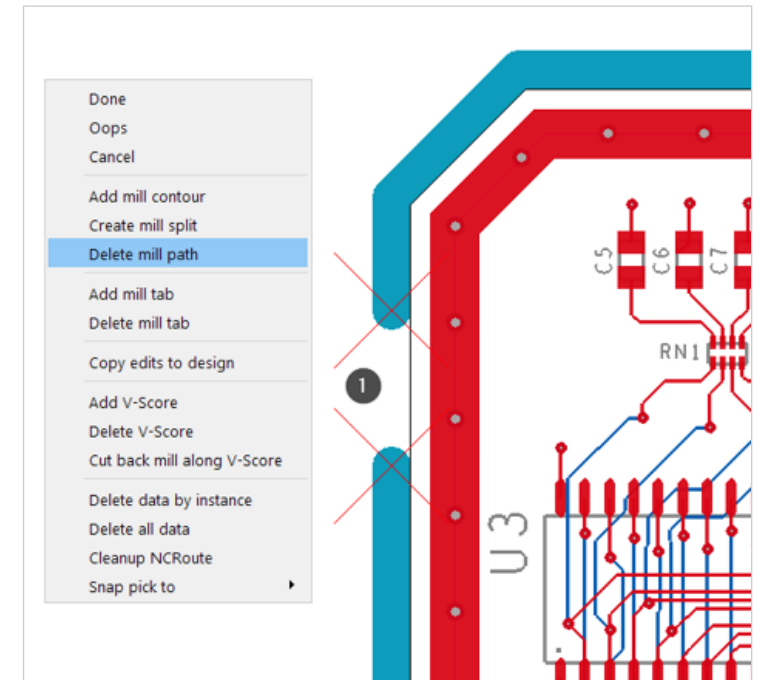 Done
Oops
Cancel
Add mill contour
Create mill split
Delete mill path
Add mill tab
Delete mill tab
Copy edits to design
Add V-Score
Delete V-Score
Cut back mill along V-Score
Delete data by instance
Delete all data
Cleanup NCRoute
Snap pick to
1
C5
C6
C7
RN1
U3